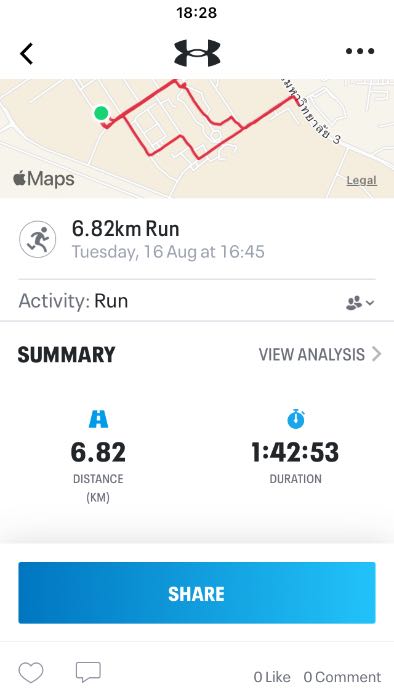 18:28
มหาวิทยาลัย 3
Maps
Legal
6.82km Run
Tuesday, 16 Aug at 16:45
Activity: Run
SUMMARY
VIEW ANALYSIS
6.82
DISTANCE
(KM)
1:42:53
DURATION
SHARE
0 Like
0 Comment